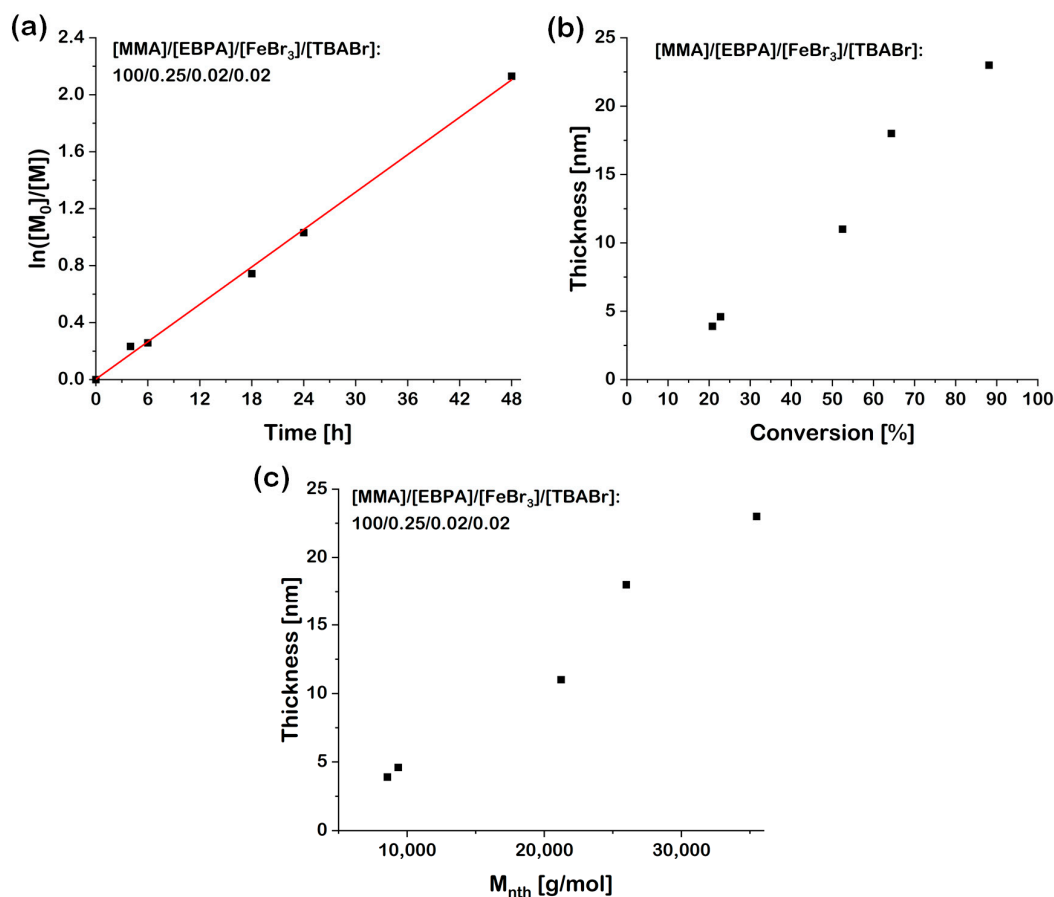 (a)
[MMA]/[EBPA]/[FeBr3]/[TBABr]:
100/0.25/0.02/0.02
ln([M0]/[M])
2.4
2.0
1.6
1.2
0.8
0.4
0.0
0 6 12 18 24 30 36 42 48
Time [h]
(b)
[MMA]/[EBPA]/[FeBr3]/[TBABr]:
Thickness [nm]
25
20
15
10
5
0
0 10 20 30 40 50 60 70 80 90 100
Conversion [%]
(c)
[MMA]/[EBPA]/[FeBr3]/[TBABr]:
100/0.25/0.02/0.02
Thickness [nm]
25
20
15
10
5
0
10,000 20,000 30,000
Mnth [g/mol]